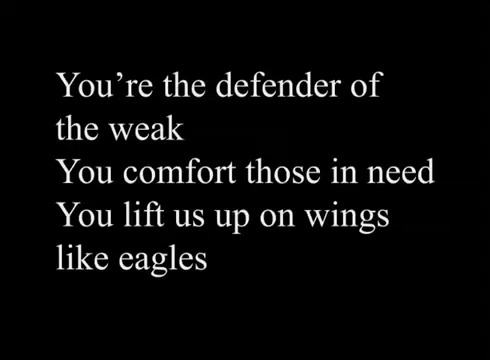 You’re the defender of
the weak
You comfort those in need
You lift us up on wings
like eagles